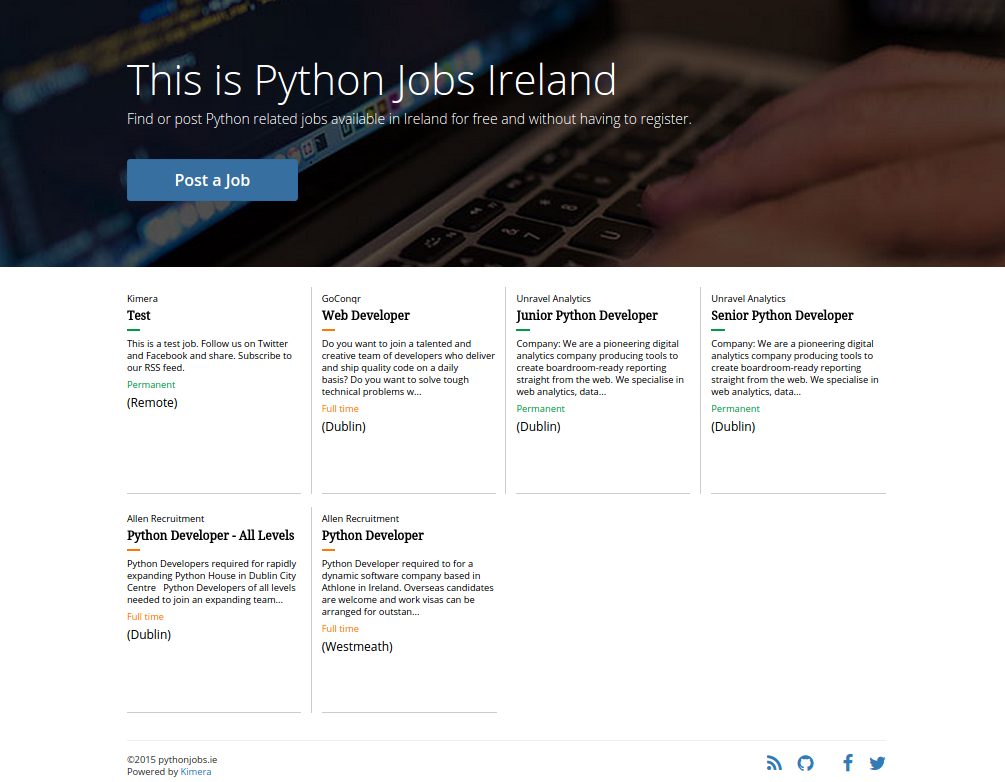 This is Python Jobs Ireland
Find or post Python related jobs available in Ireland for free and without having to register.
Post a Job
Kimera
Test
This is a test job. Follow us on Twitter
and Facebook and share. Subscribe to
our RSS feed.
Permanent
(Remote)
GoConqr
Web Developer
Do you want to join a talented and
creative team of developers who deliver
and ship quality code on a daily
basis? Do you want to solve tough
technical problems w...
Full time
(Dublin)
Unravel Analytics
Junior Python Developer
Company: We are a pioneering digital
analytics company producing tools to
create boardroom-ready reporting
straight from the web. We specialise in
web analytics, data...
Permanent
(Dublin)
Unravel Analytics
Senior Python Developer
Company: We are a pioneering digital
analytics company producing tools to
create boardroom-ready reporting
straight from the web. We specialise in
web analytics, data...
Permanent
(Dublin)
Allen Recruitment
Python Developer - All Levels
Python Developers required for rapidly
expanding Python House in Dublin City
Centre   Python Developers of all levels
needed to join an expanding team...
Full time
(Dublin)
Allen Recruitment
Python Developer
Python Developer required to for a
dynamic software company based in
Athlone in Ireland. Overseas candidates
are welcome and work visas can be
arranged for outstan...
Full time
(Westmeath)
©2015 pythonjobs.ie
Powered by Kimera